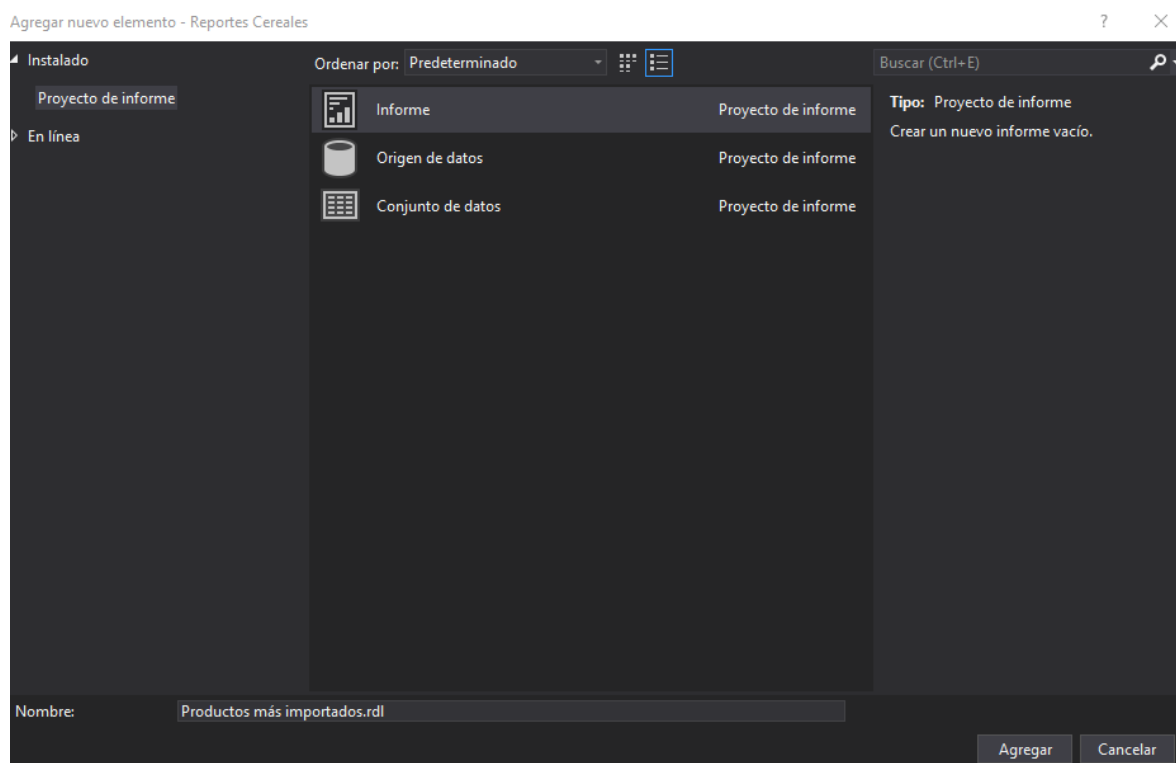 Agregar nuevo elemento - Reportes Cereales
?
Instalado
Proyecto de informe
En línea
Ordenar por: Predeterminado
Informe Proyecto de informe
Origen de datos Proyecto de informe
Conjunto de datos Proyecto de informe
Buscar (Ctrl+E)
Tipo: Proyecto de informe
Crear un nuevo informe vacío.
Nombre: Productos más importados.rdl
Agregar Cancelar